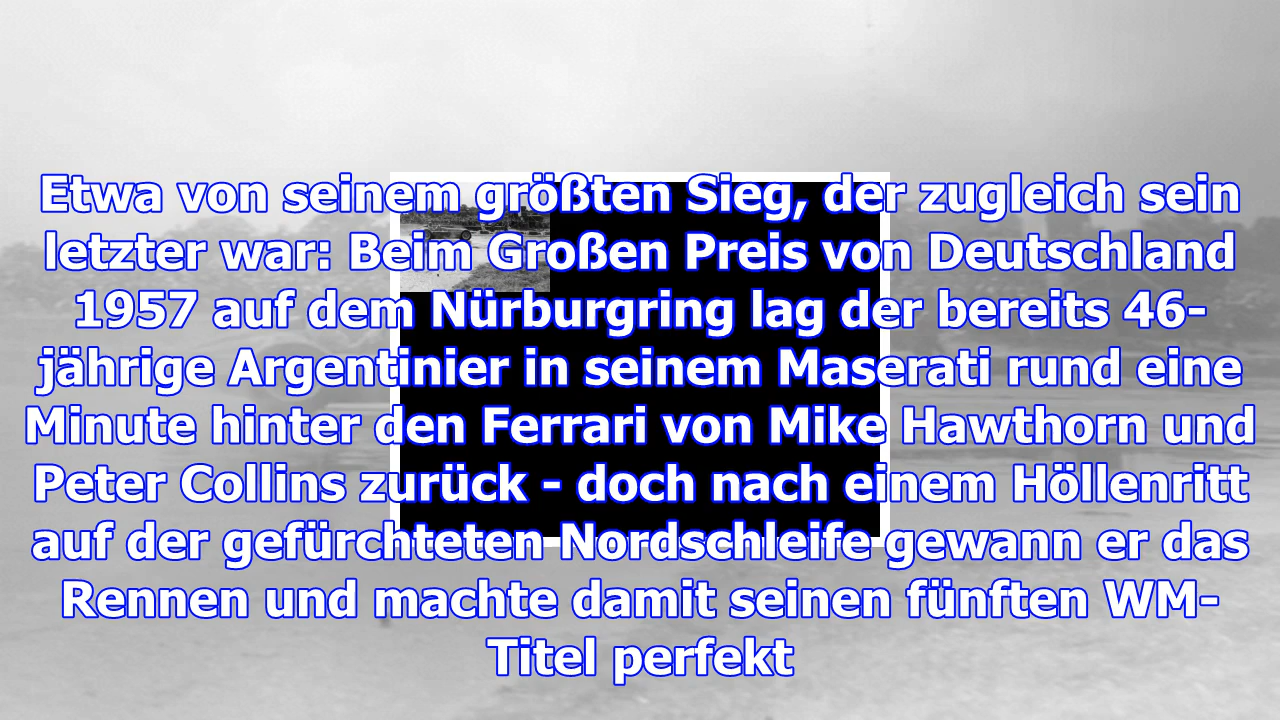 Etwa von seinem größten Sieg, der zugleich sein
letzter war: Beim Großen Preis von Deutschland
1957 auf dem Nürburgring lag der bereits 46-
jährige Argentinier in seinem Maserati rund eine
Minute hinter den Ferrari von Mike Hawthorn und
Peter Collins zurück - doch nach einem Höllenritt
auf der gefürchteten Nordschleife gewann er das
Rennen und machte damit seinen fünften WM-
Titel perfekt